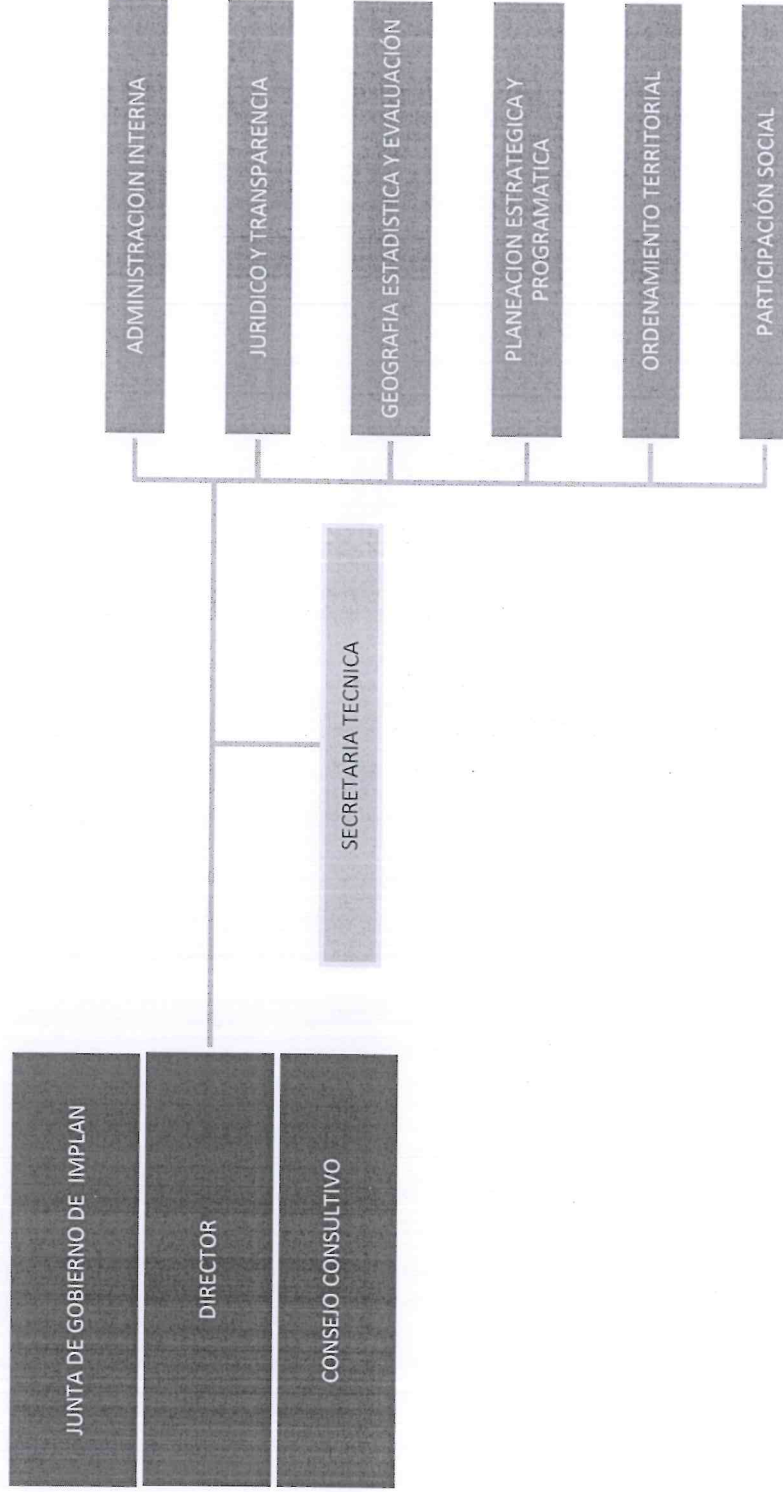 JUNTA DE GOBIERNO DE IMPLAN
DIRECTOR
CONSEJO CONSULTIVO
SECRETARIA TECNICA
ADMINISTRACIOIN INTERNA
JURIDICO Y TRANSPARENCIA
GEOGRAFIA ESTADISTICA Y EVALUACIÓN
PLANEACION ESTRATEGICA Y
PROGRAMATICA
ORDENAMIENTO TERRITORIAL
PARTICIPACIÓN SOCIAL